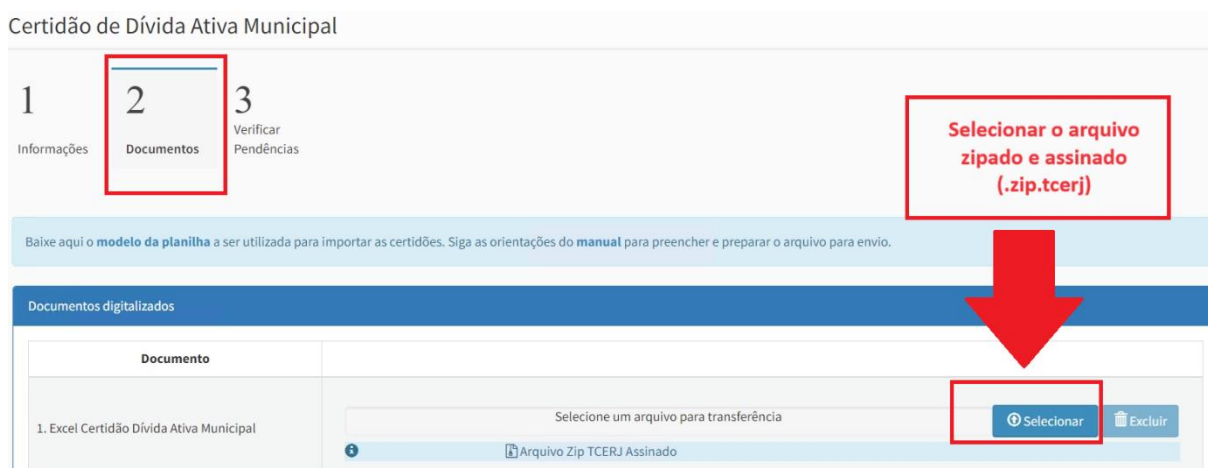 Certidão de Dívida Ativa Municipal
1
2
3
Informações
Documentos
Verificar
Pendências
Selecionar o arquivo
zipado e assinado
(.zip.tcerj)
Baixe aqui o modelo da planilha a ser utilizada para importar as certidões. Siga as orientações do manual para preencher e preparar o arquivo para envio.
Documentos digitalizados
Documento
1. Excel Certidão Dívida Ativa Municipal
Selecione um arquivo para transferência
Selecionar
Excluir
Arquivo Zip TCERJ Assinado